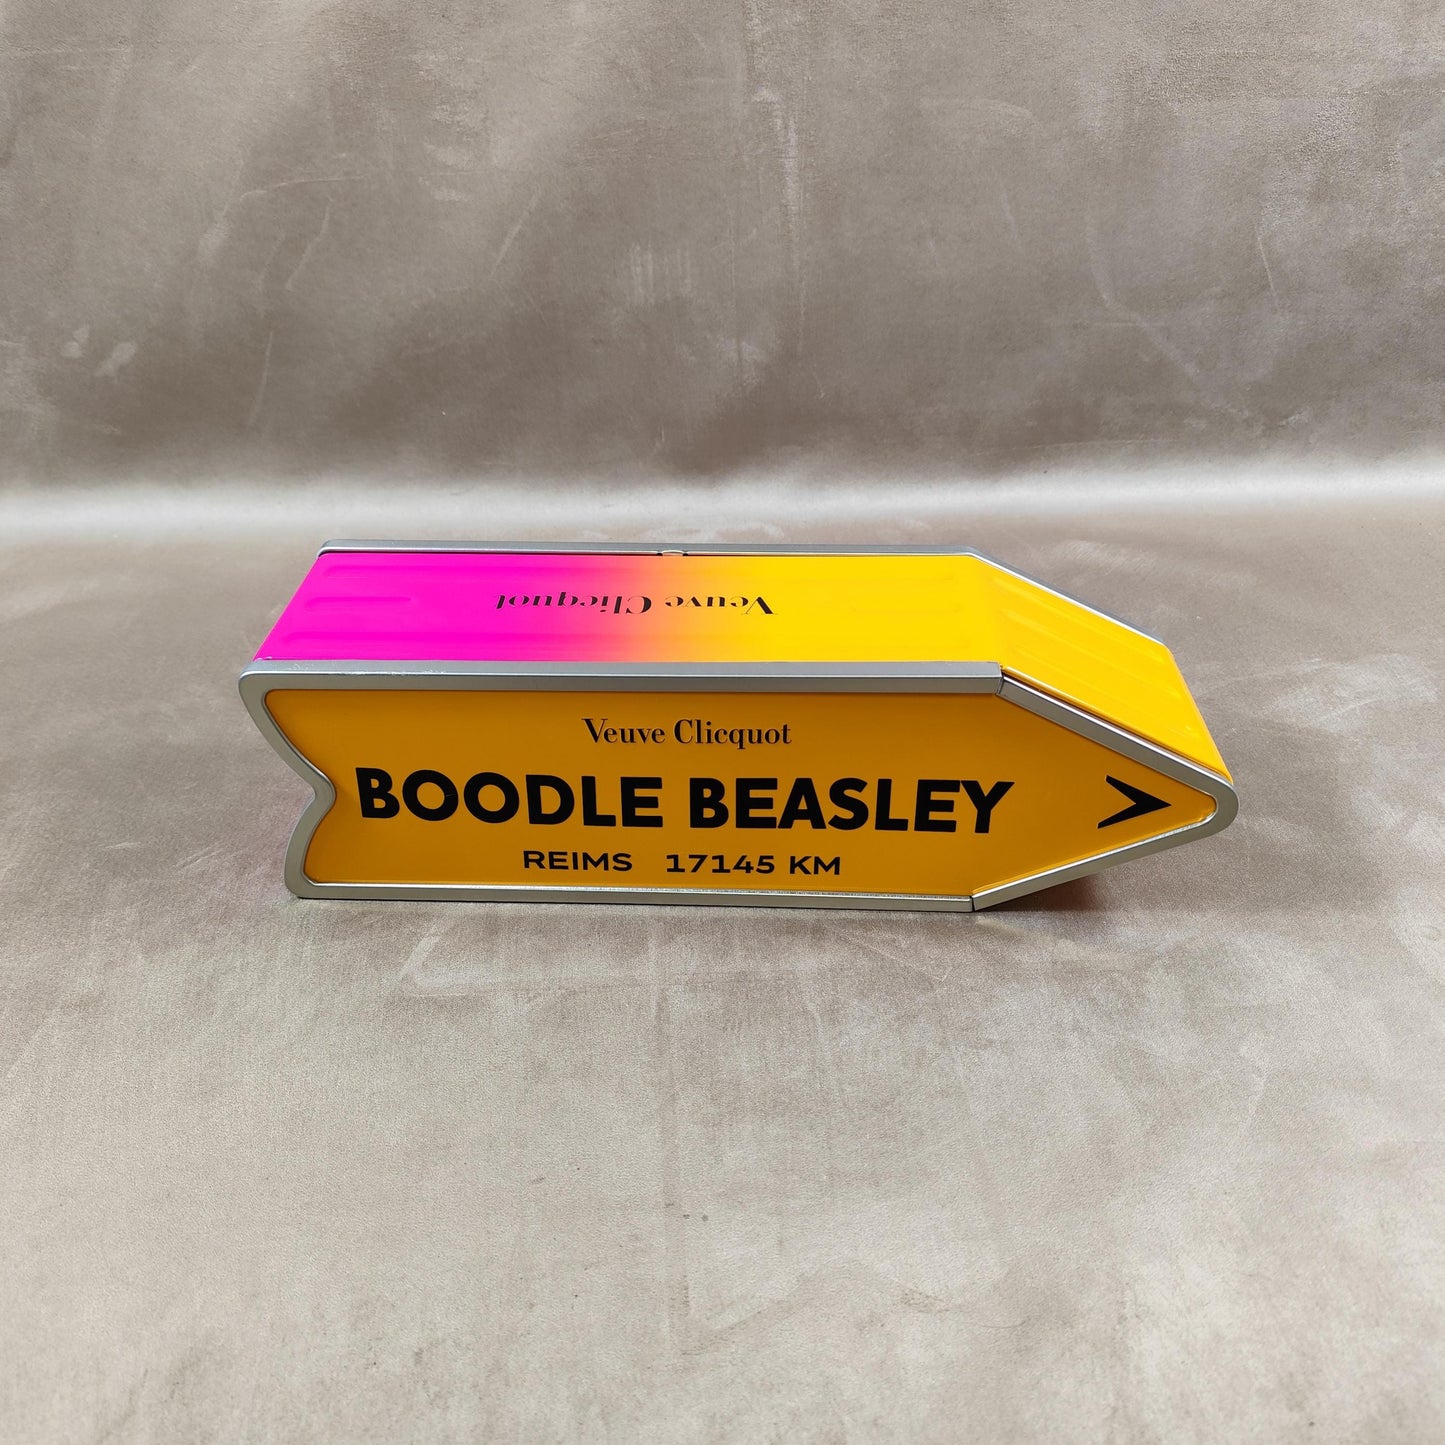 Veuve Clicquot
Veuve Clicquot
BOODLE BEASLEY >
REIMS 17145 KM